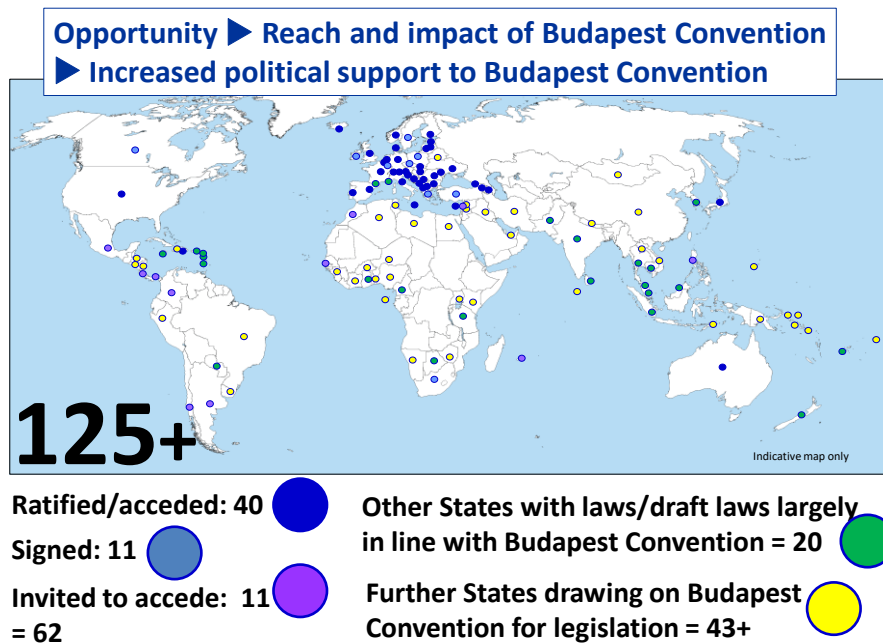 Opportunity ▶ Reach and impact of Budapest Convention
▶ Increased political support to Budapest Convention
125+
Indicative map only
Ratified/acceded: 40
Signed: 11
Invited to accede: 11
= 62
Other States with laws/draft laws largely
in line with Budapest Convention = 20
Further States drawing on Budapest
Convention for legislation = 43+